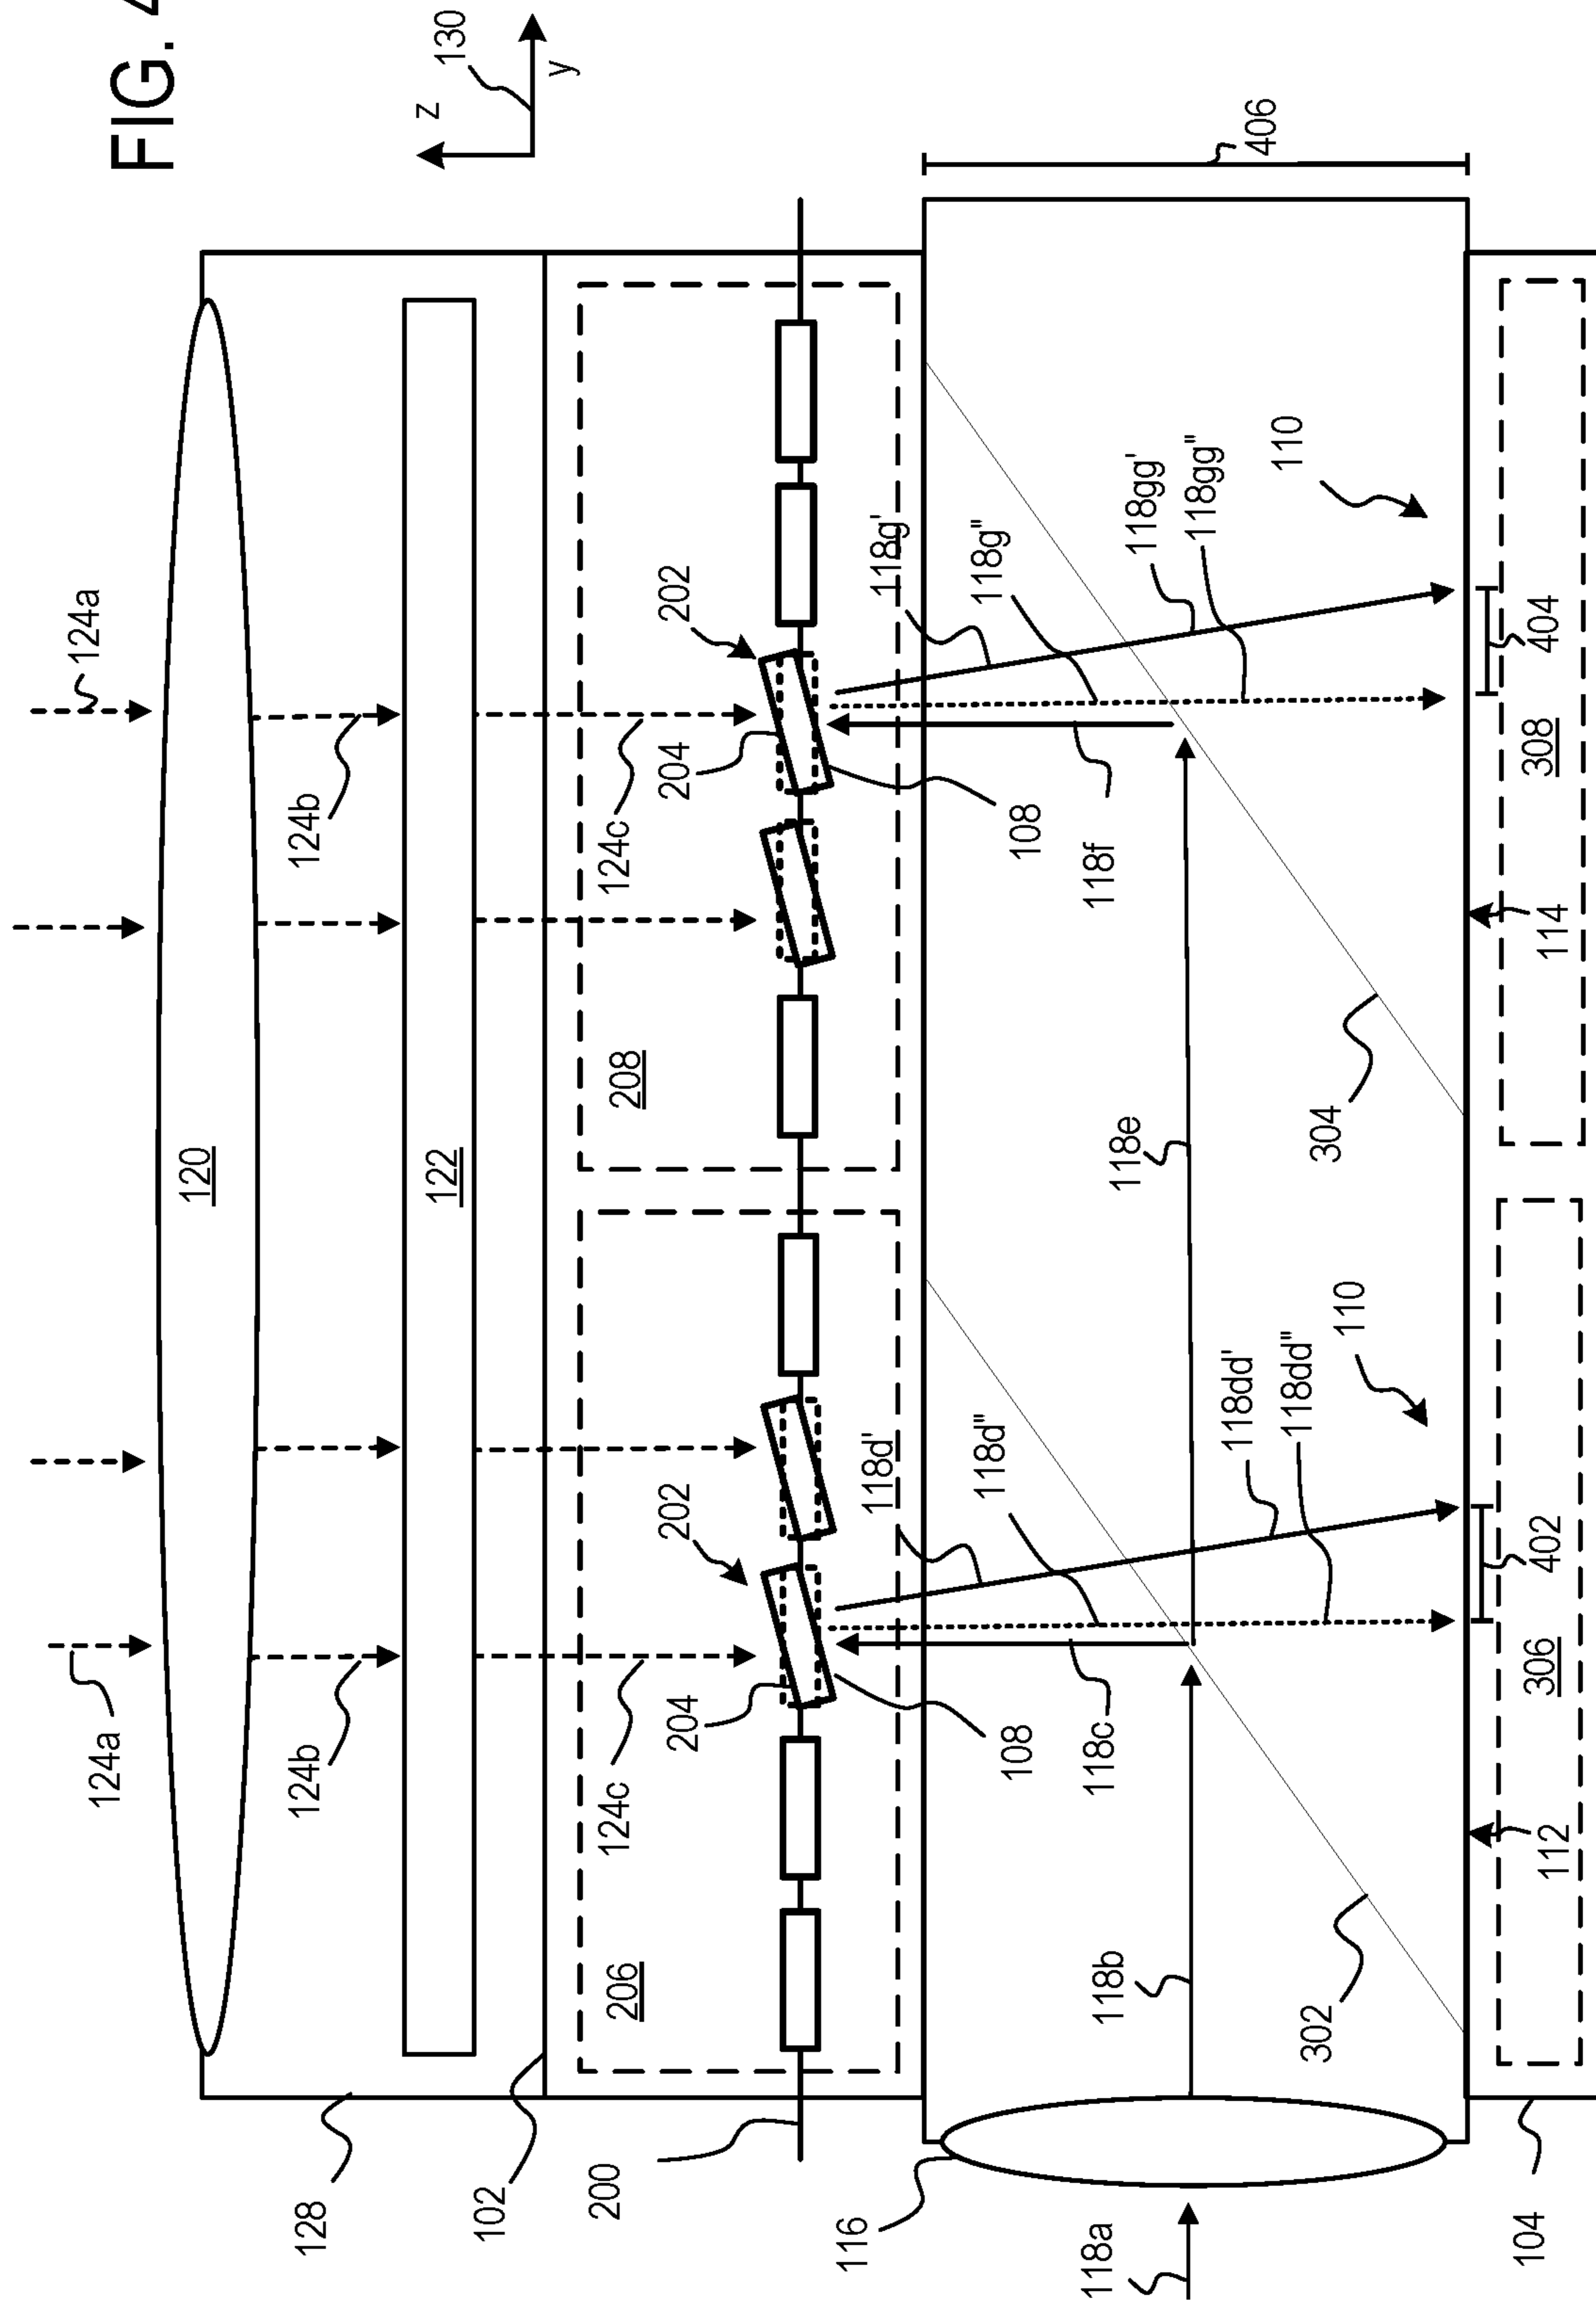 FIG. 4
z
130
y
124a
124a
120
124b
124b
122
128
102
124c
202
204
208
124c
202
204
206
200
108
118g'
118g"
118gg'
118gg"
110
406
118f
118e
304
404
308
114
108
118d'
118d"
118dd'
118dd"
110
118c
118b
302
402
306
112
116
118a
104